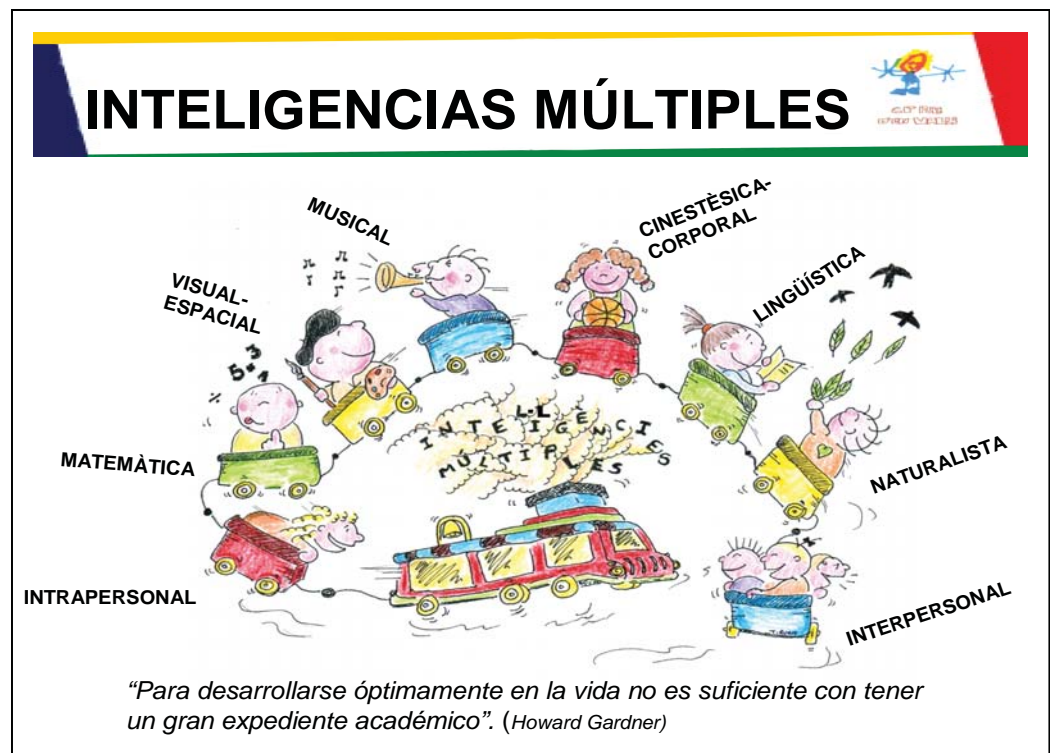 INTELIGENCIAS MÚLTIPLES
MUSICAL
CINESTÈSICA-
CORPORAL
VISUAL-
ESPACIAL
LINGÜÍSTICA
5 3
1
%
L·L
INTEL·LIGÈNCIES
MÚLTIPLES
MATEMÀTICA
NATURALISTA
INTRAPERSONAL
INTERPERSONAL
“Para desarrollarse óptimamente en la vida no es suficiente con tener
un gran expediente académico”. (Howard Gardner)